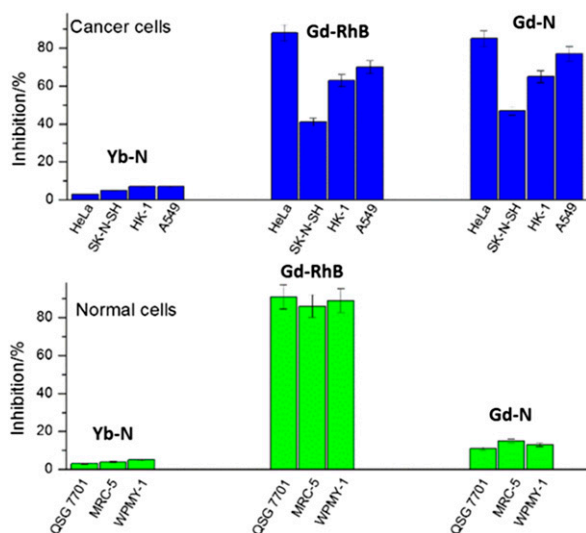 Cancer cells
Gd-RhB
Gd-N
Yb-N
Inhibition/%
80
60
40
20
0
HeLa
SK-N-SH
HK-1
A549
HeLa
SK-N-SH
HK-1
A549
HeLa
SK-N-SH
HK-1
A549
Normal cells
Gd-RhB
Yb-N
Gd-N
Inhibition/%
80
60
40
20
0
QSG 7701
MRC-5
WPMY-1
QSG 7701
MRC-5
WPMY-1
QSG 7701
MRC-5
WPMY-1